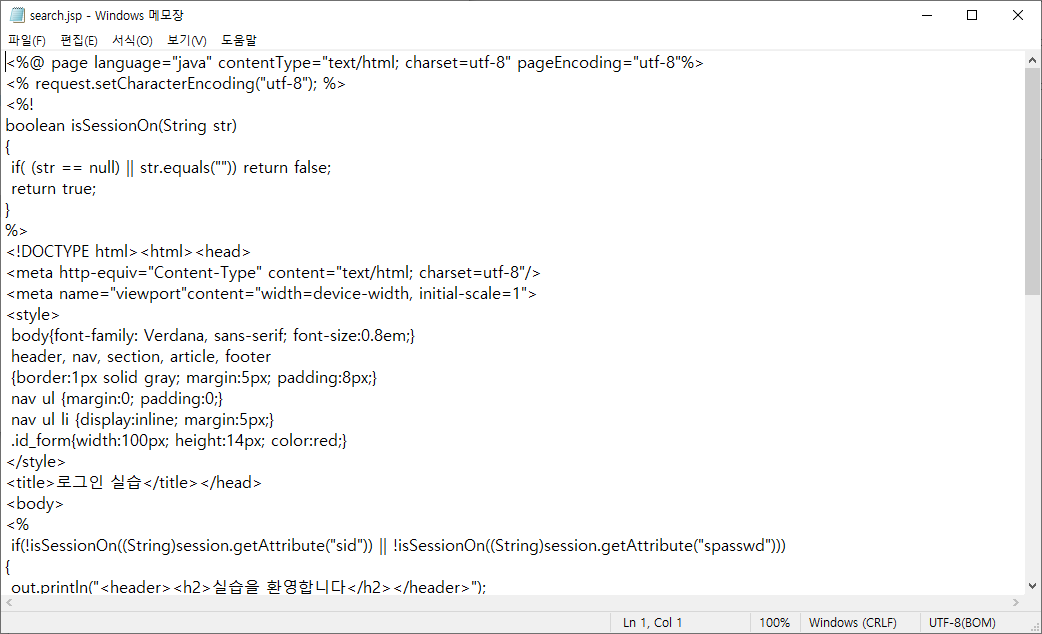 search.jsp - Windows 메모장
파일(F) 편집(E) 서식(O) 보기(V) 도움말
<%@ page language="java" contentType="text/html; charset=utf-8" pageEncoding="utf-8"%>
<% request.setCharacterEncoding("utf-8"); %>
<%!
boolean isSessionOn(String str)
{
 if( (str == null) || str.equals("")) return false;
 return true;
}
%>
<!DOCTYPE html><html><head>
<meta http-equiv="Content-Type" content="text/html; charset=utf-8"/>
<meta name="viewport"content="width=device-width, initial-scale=1">
<style>
 body{font-family: Verdana, sans-serif; font-size:0.8em;}
 header, nav, section, article, footer
 {border:1px solid gray; margin:5px; padding:8px;}
 nav ul {margin:0; padding:0;}
 nav ul li {display:inline; margin:5px;}
 .id_form{width:100px; height:14px; color:red;}
</style>
<title>로그인 실습</title></head>
<body>
<%
 if(!isSessionOn((String)session.getAttribute("sid")) || !isSessionOn((String)session.getAttribute("spasswd")))
{
 out.println("<header><h2>실습을 환영합니다</h2></header>");
Ln 1, Col 1 100% Windows (CRLF) UTF-8(BOM)